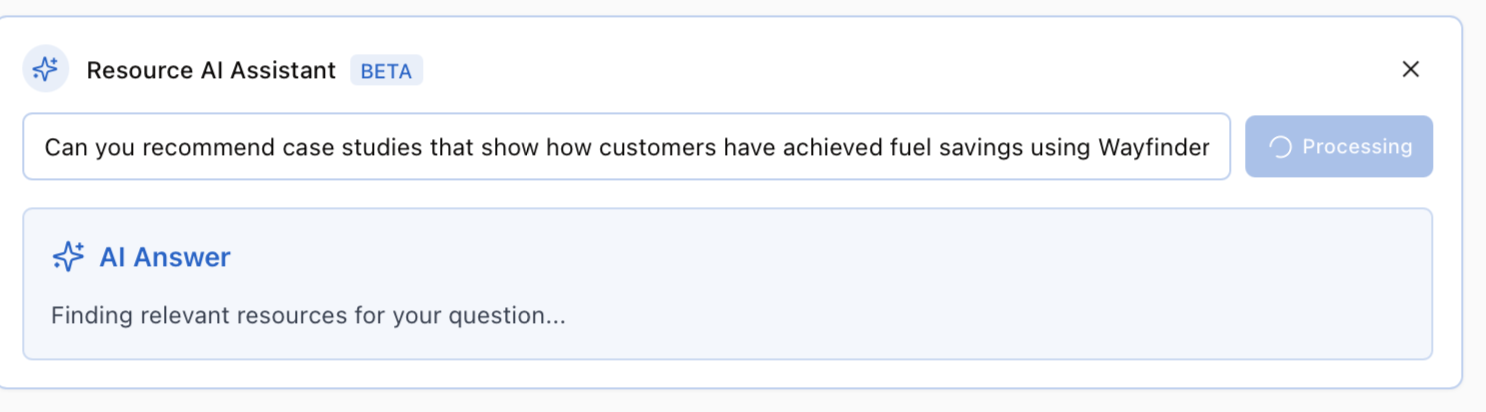 Resource AI Assistant BETA
Can you recommend case studies that show how customers have achieved fuel savings using Wayfinder
Processing
AI Answer
Finding relevant resources for your question...